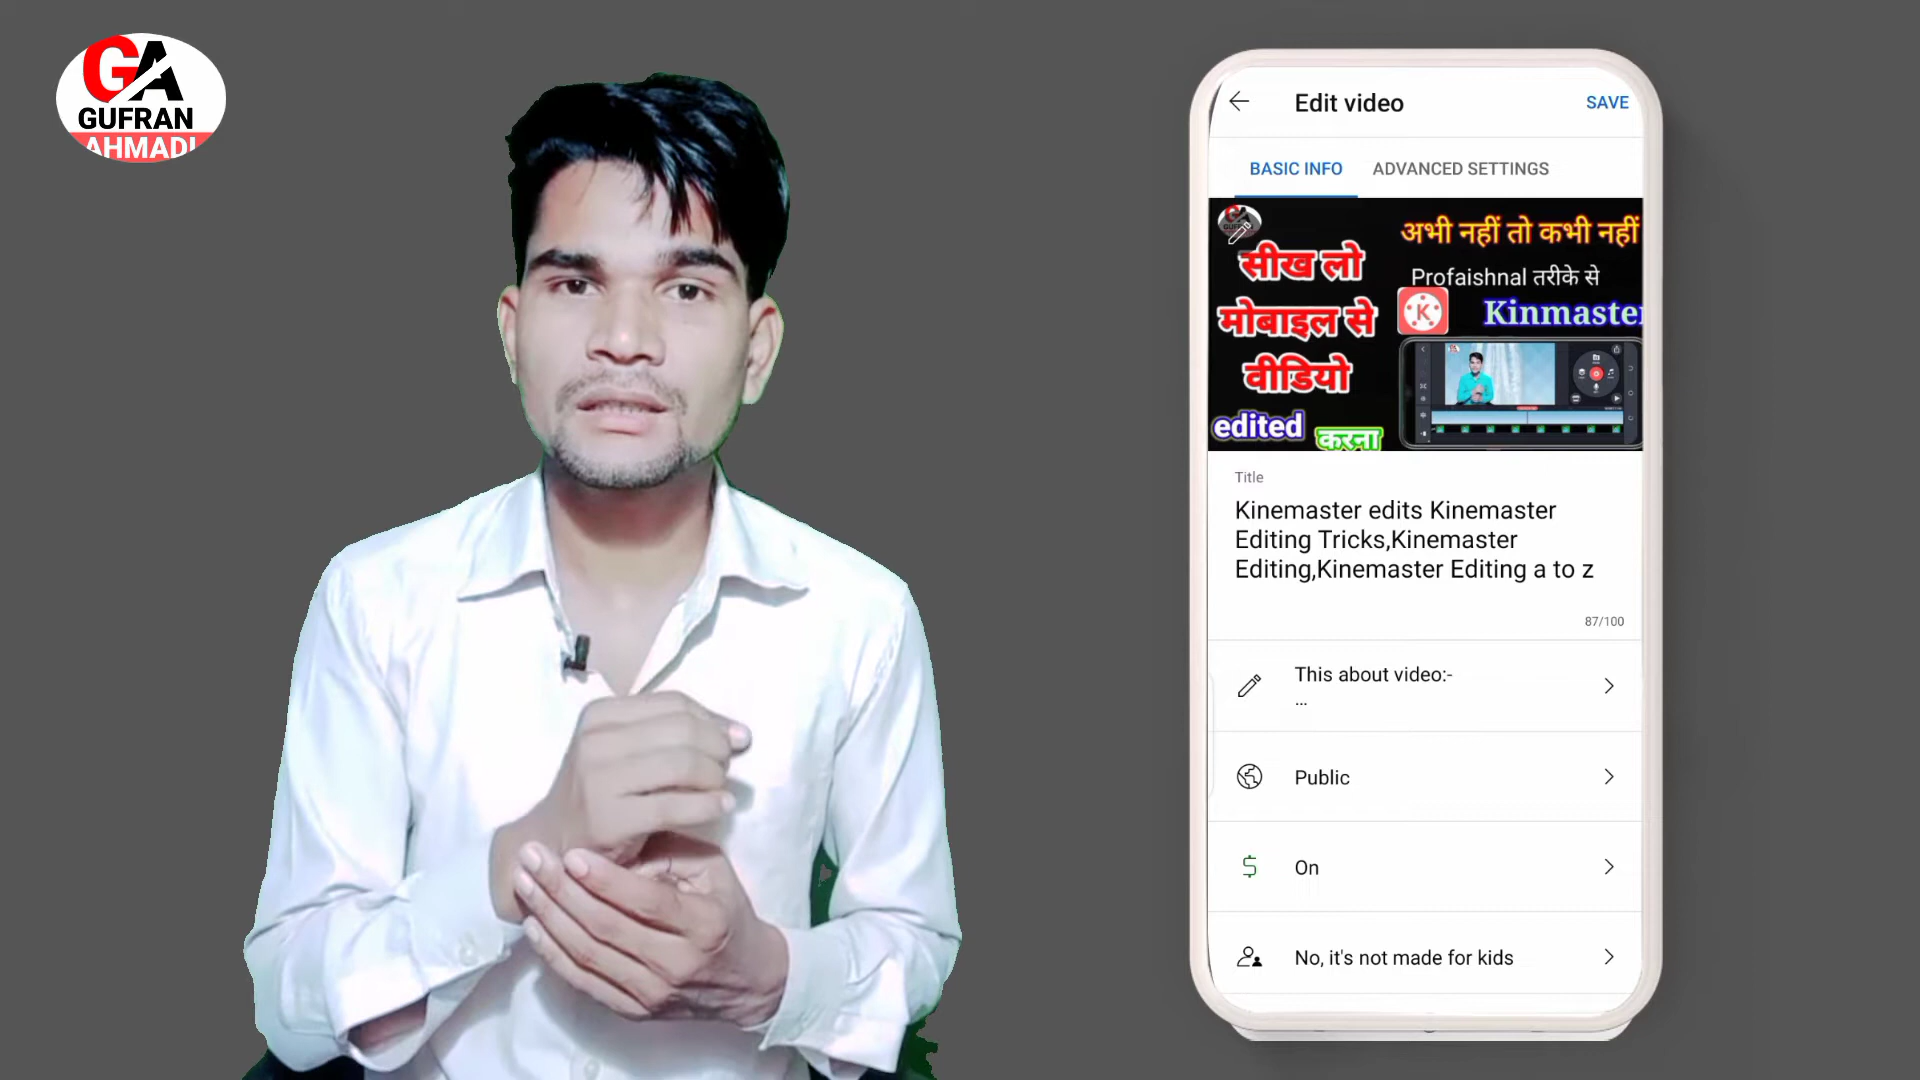 GA
GUFRAN
AHMADI
Edit video
SAVE
BASIC INFO
ADVANCED SETTINGS
GA
सीख लो
मोबाइल से
वीडियो
edited
करना
अभी नहीं तो कभी नहीं
Profaishnal तरीके से
K
Kinmaster
Title
Kinemaster edits Kinemaster
Editing Tricks,Kinemaster
Editing,Kinemaster Editing a to z
87/100
This about video:-
...
Public
$
On
No, it's not made for kids